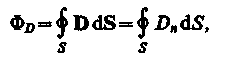 Φ_D = ∮_S D dS = ∮_S D_n dS,